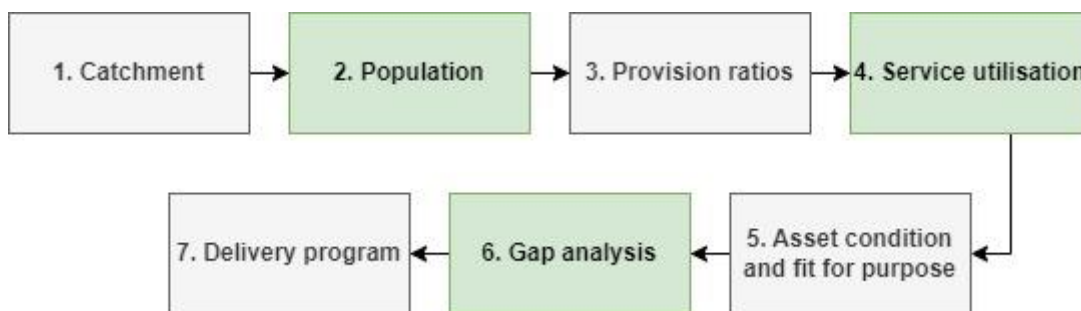 1. Catchment
2. Population
3. Provision ratios
4. Service utilisation
5. Asset condition
and fit for purpose
6. Gap analysis
7. Delivery program